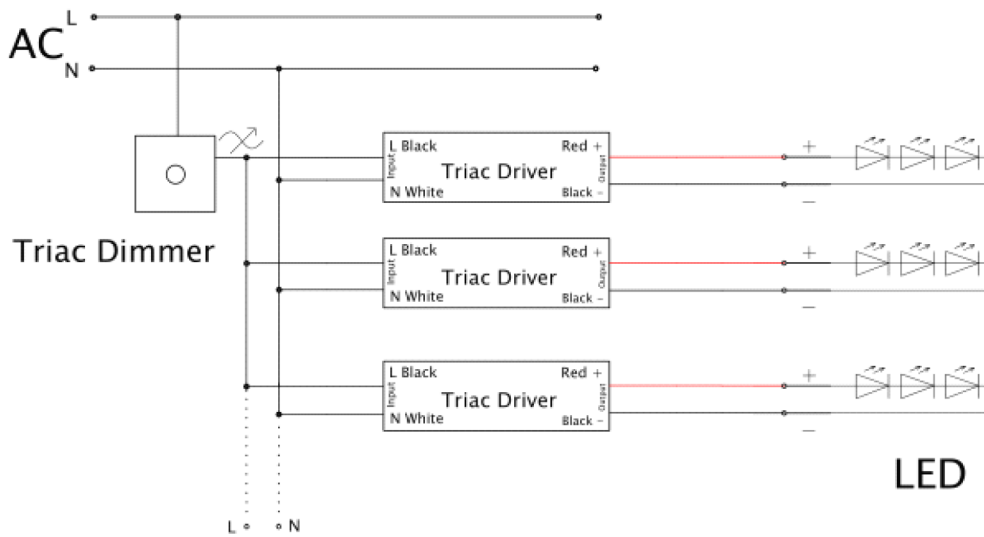 L
AC
N
L Black
Red +
Input
Triac Driver
Output
N White
Black -
Triac Dimmer
L Black
Red +
Input
Triac Driver
Output
N White
Black -
L Black
Red +
Input
Triac Driver
Output
N White
Black -
+
-
+
-
+
-
LED
L
N